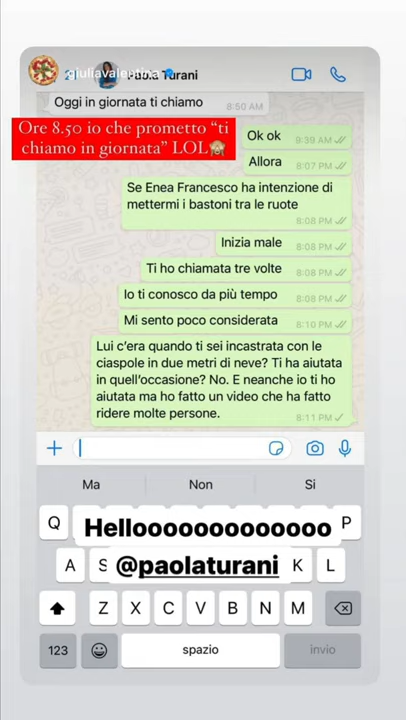 giuliavalentina
Paola Turani
Oggi in giornata ti chiamo
8:50 AM
Ore 8.50 io che prometto “ti
chiamo in giornata” LOL🙈
Ok ok
9:39 AM
Allora
8:07 PM
Se Enea Francesco ha intenzione di
mettermi i bastoni tra le ruote
8:08 PM
Inizia male
8:08 PM
Ti ho chiamata tre volte
8:08 PM
Io ti conosco da più tempo
8:08 PM
Mi sento poco considerata
8:10 PM
Lui c’era quando ti sei incastrata con le
ciaspole in due metri di neve? Ti ha aiutata
in quell’occasione? No. E neanche io ti ho
aiutata ma ho fatto un video che ha fatto
ridere molte persone.
8:11 PM
Ma Non Si
Q P
Hellooooooooooooo
A S K L
@paolaturani
Z X C V B N M
123 spazio invio